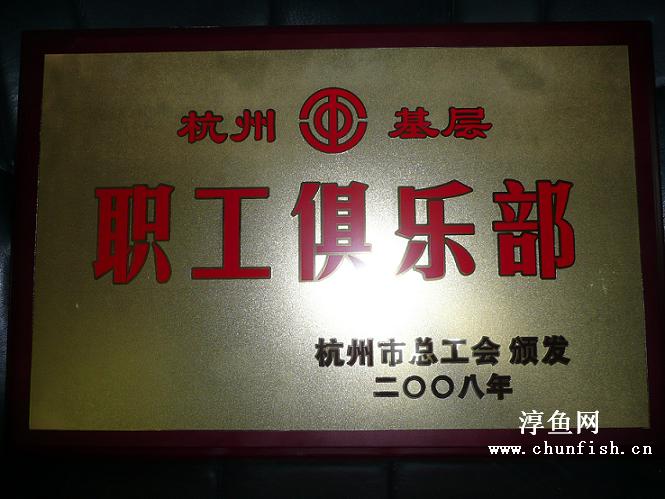 杭州 基层
职工俱乐部
杭州市总工会 颁发
二〇〇八年
淳鱼网
www.chunfish.cn